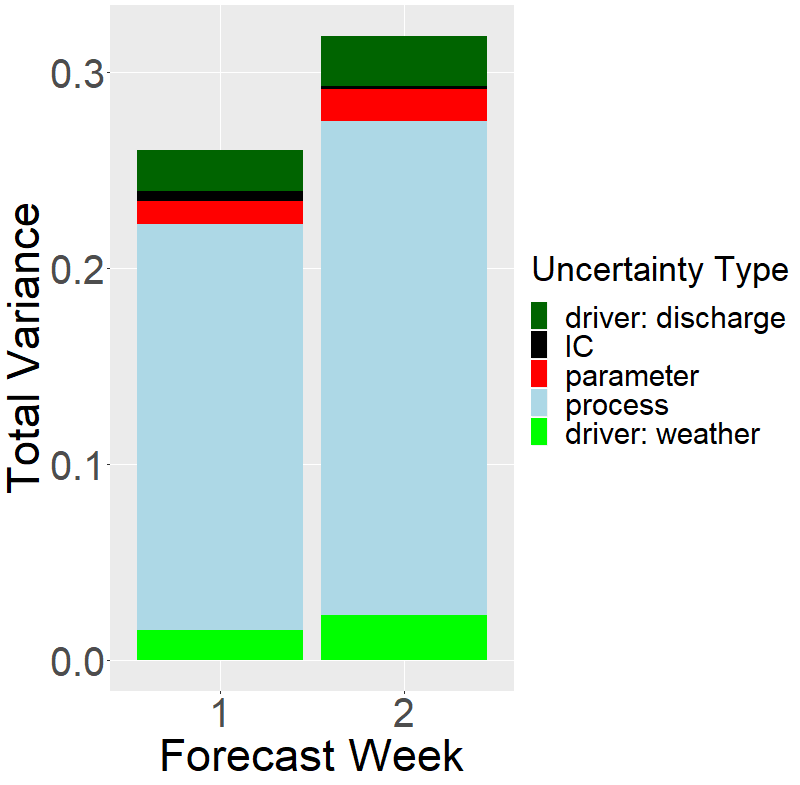 Total Variance
0.3
0.2
0.1
0.0
1
2
Forecast Week
Uncertainty Type
driver: discharge
IC
parameter
process
driver: weather